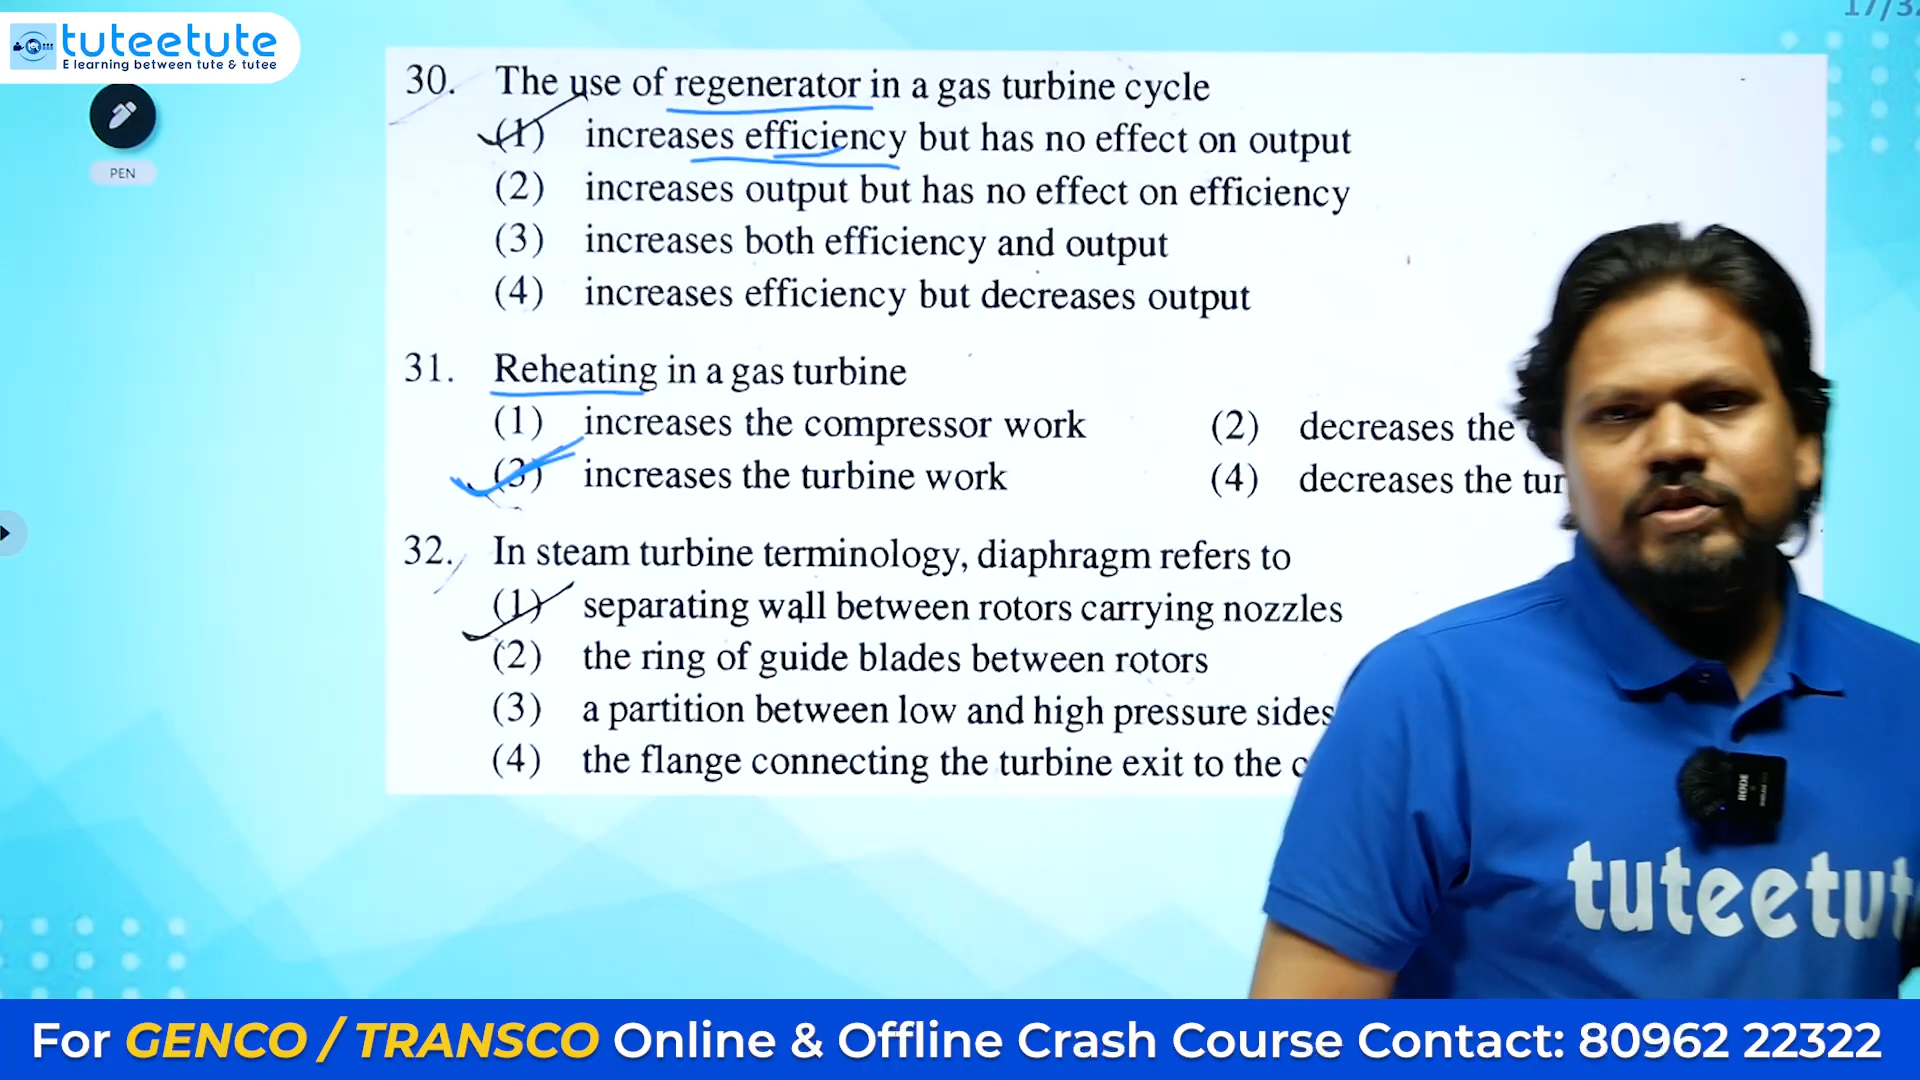 tuteetute
E learning between tute & tutee
PEN
30. The use of regenerator in a gas turbine cycle
(1) increases efficiency but has no effect on output
(2) increases output but has no effect on efficiency
(3) increases both efficiency and output
(4) increases efficiency but decreases output
31. Reheating in a gas turbine
(1) increases the compressor work (2) decreases the
(3) increases the turbine work (4) decreases the tur
32. In steam turbine terminology, diaphragm refers to
(1) separating wall between rotors carrying nozzles
(2) the ring of guide blades between rotors
(3) a partition between low and high pressure sides
(4) the flange connecting the turbine exit to the c
RODE
tuteetut
For GENCO / TRANSCO Online & Offline Crash Course Contact: 80962 22322